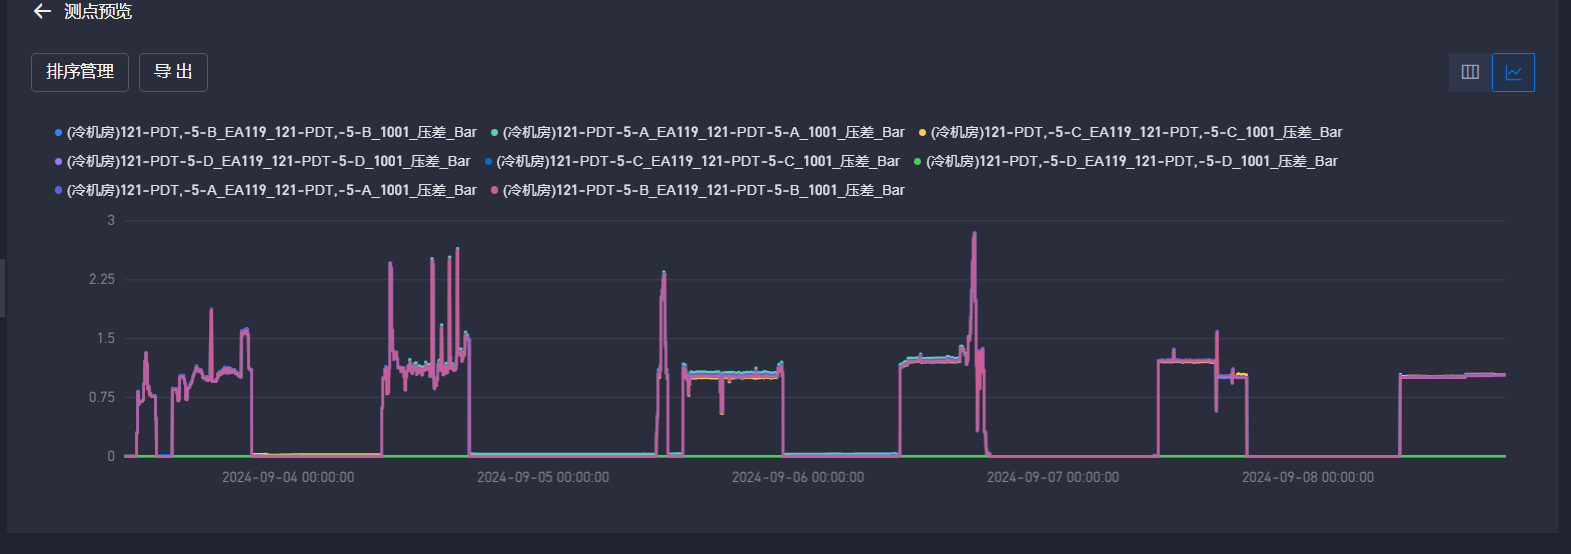 测点预览
排序管理 导 出
(冷机房)121-PDT,-5-B_EA119_121-PDT,-5-B_1001_压差_Bar (冷机房)121-PDT-5-A_EA119_121-PDT-5-A_1001_压差_Bar (冷机房)121-PDT,-5-C_EA119_121-PDT,-5-C_1001_压差_Bar
(冷机房)121-PDT-5-D_EA119_121-PDT-5-D_1001_压差_Bar (冷机房)121-PDT-5-C_EA119_121-PDT-5-C_1001_压差_Bar (冷机房)121-PDT,-5-D_EA119_121-PDT,-5-D_1001_压差_Bar
(冷机房)121-PDT,-5-A_EA119_121-PDT,-5-A_1001_压差_Bar (冷机房)121-PDT-5-B_EA119_121-PDT-5-B_1001_压差_Bar
3
2.25
1.5
0.75
0
2024-09-04 00:00:00 2024-09-05 00:00:00 2024-09-06 00:00:00 2024-09-07 00:00:00 2024-09-08 00:00:00